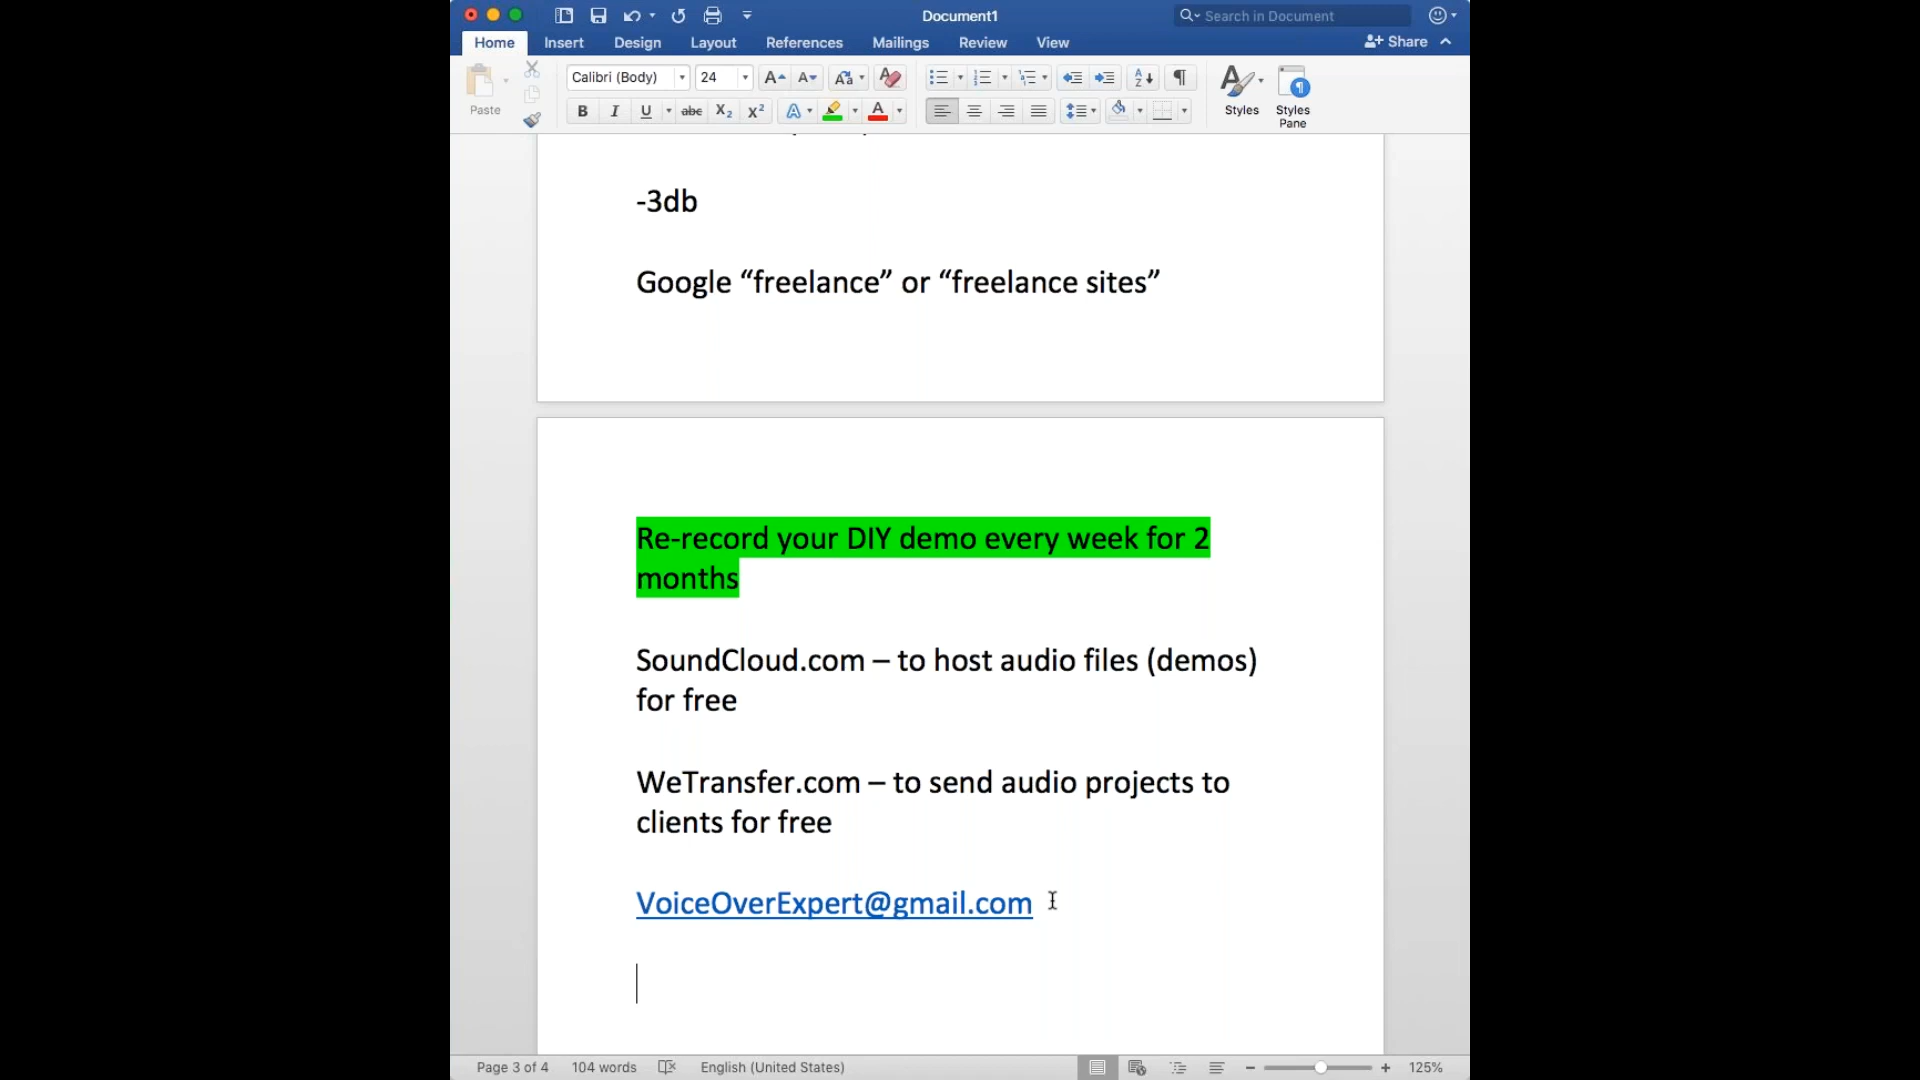 Document1
Search in Document
Home Insert Design Layout References Mailings Review View
Share
Paste
Calibri (Body) 24
Styles
Styles Pane
-3db
Google “freelance” or “freelance sites”
Re-record your DIY demo every week for 2
months
SoundCloud.com – to host audio files (demos)
for free
WeTransfer.com – to send audio projects to
clients for free
VoiceOverExpert@gmail.com
Page 3 of 4 104 words English (United States) 125%